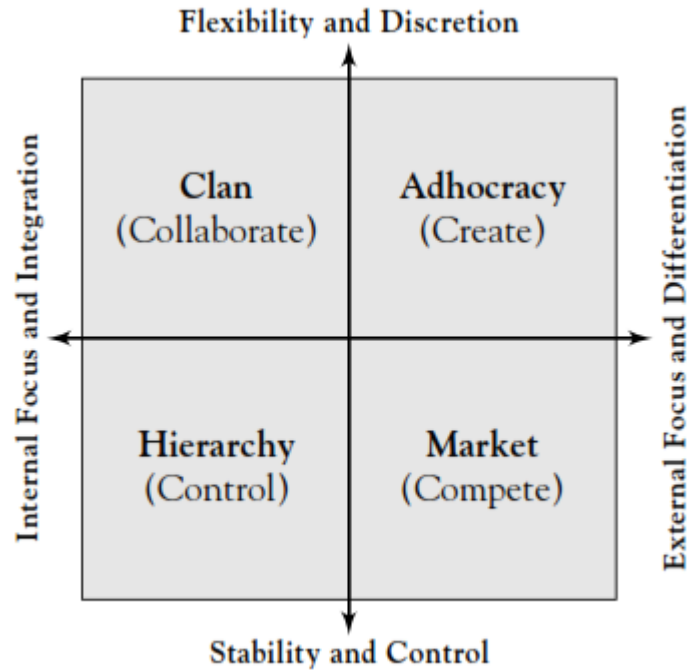 Flexibility and Discretion
Internal Focus and Integration
Clan
(Collaborate)
Adhocracy
(Create)
External Focus and Differentiation
Hierarchy
(Control)
Market
(Compete)
Stability and Control